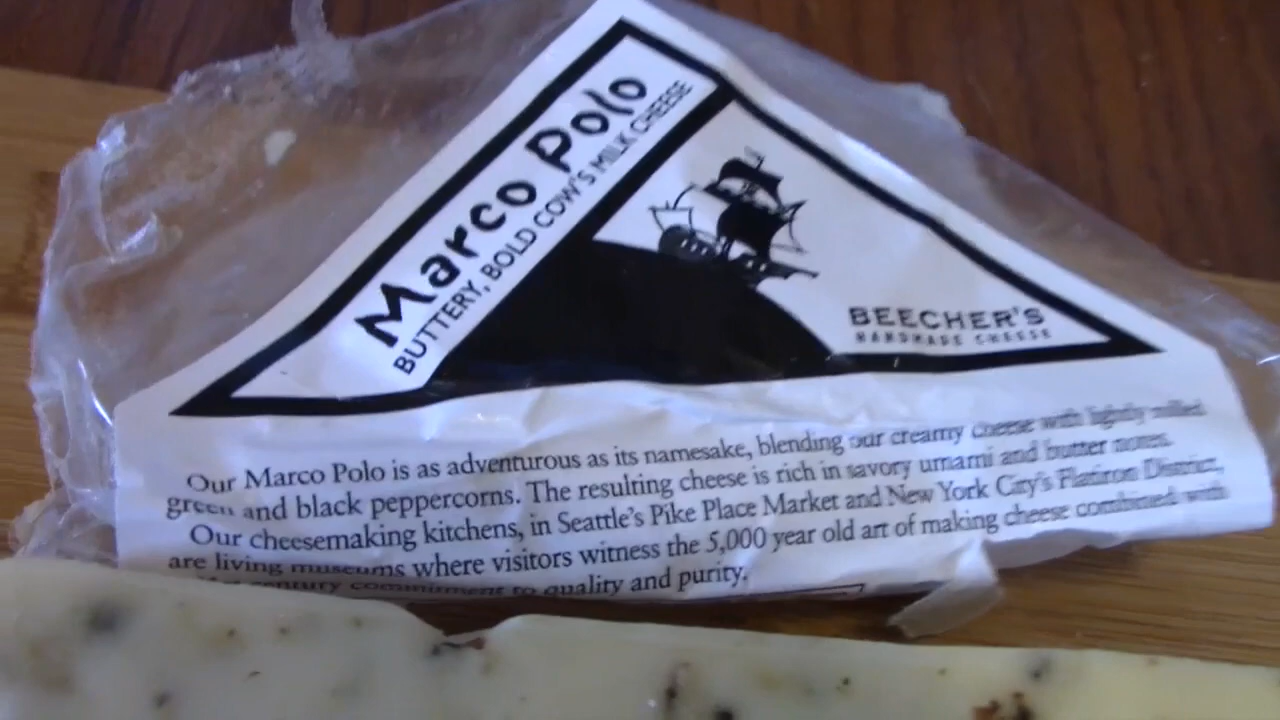 Marco Polo
BUTTERY, BOLD COW'S MILK CHEESE
BEECHER'S
HANDMADE CHEESE
Our Marco Polo is as adventurous as its namesake, blending our creamy cheese with lightly milled
green and black peppercorns. The resulting cheese is rich in savory umami and butter notes.
Our cheesemaking kitchens, in Seattle's Pike Place Market and New York City's Flatiron District,
are living museums where visitors witness the 5,000 year old art of making cheese combined with
century commitment to quality and purity.